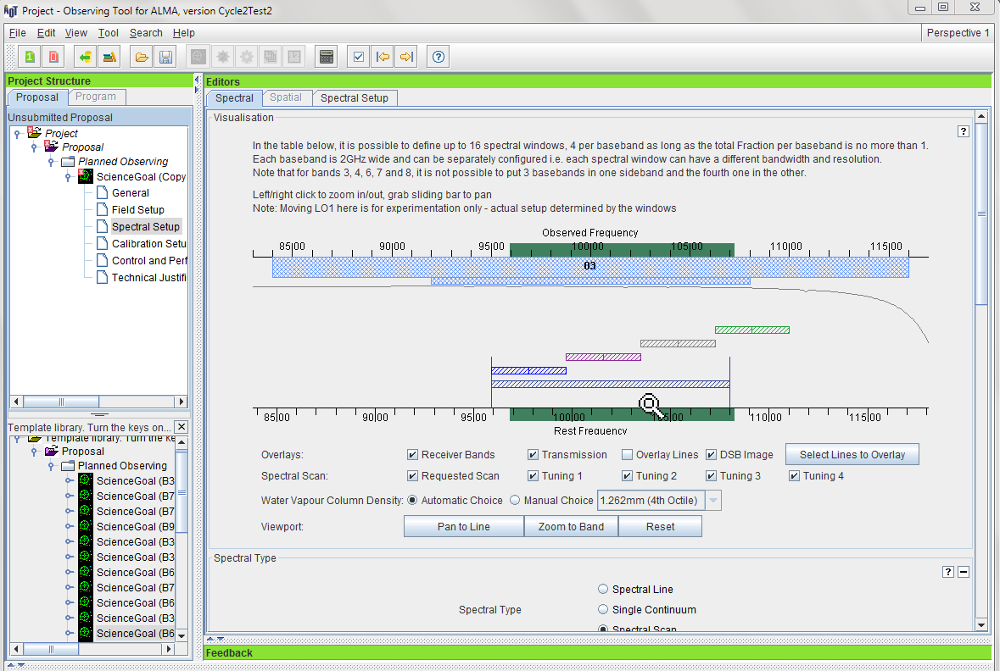 Project - Observing Tool for ALMA, version Cycle2Test2
File Edit View Tool Search Help
Perspective 1
Project Structure
Proposal Program
Unsubmitted Proposal
Project
Proposal
Planned Observing
ScienceGoal (Copy
General
Field Setup
Spectral Setup
Calibration Setu
Control and Perf
Technical Justifi
Template library. Turn the keys on...
Template library. Turn the ke
Proposal
Planned Observing
ScienceGoal (B3
ScienceGoal (B7
ScienceGoal (B7
ScienceGoal (B9
ScienceGoal (B3
ScienceGoal (B3
ScienceGoal (B6
ScienceGoal (B7
ScienceGoal (B6
ScienceGoal (B3
ScienceGoal (B6
Editors
Spectral Spatial Spectral Setup
Visualisation
In the table below, it is possible to define up to 16 spectral windows, 4 per baseband as long as the total Fraction per baseband is no more than 1.
Each baseband is 2GHz wide and can be separately configured i.e. each spectral window can have a different bandwidth and resolution.
Note that for bands 3, 4, 6, 7 and 8, it is not possible to put 3 basebands in one sideband and the fourth one in the other.
Left/right click to zoom in/out, grab sliding bar to pan
Note: Moving LO1 here is for experimentation only - actual setup determined by the windows
Observed Frequency
85|00 90|00 95|00 100|00 105|00 110|00 115|00
03
85|00 90|00 95|00 100|00 110|00 115|00
Rest Frequency
Overlays: Receiver Bands Transmission Overlay Lines DSB Image Select Lines to Overlay
Spectral Scan: Requested Scan Tuning 1 Tuning 2 Tuning 3 Tuning 4
Water Vapour Column Density: Automatic Choice Manual Choice 1.262mm (4th Octile)
Viewport: Pan to Line Zoom to Band Reset
Spectral Type
Spectral Line
Spectral Type Single Continuum
Spectral Scan
Feedback